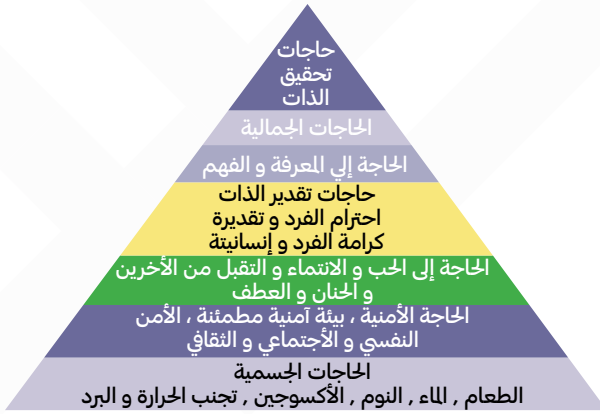 حاجات
تحقيق
الذات
الحاجات الجمالية
الحاجة إلي المعرفة و الفهم
حاجات تقدير الذات
احترام الفرد و تقديرة
كرامة الفرد و إنسانيتة
الحاجة إلى الحب و الانتماء و التقبل من الأخرين
و الحنان و العطف
الحاجة الأمنية ، بيئة آمنية مطمئنة ، الأمن
النفسي و الأجتماعي و الثقافي
الحاجات الجسمية
الطعام , الماء , النوم , الأكسوجين , تجنب الحرارة و البرد